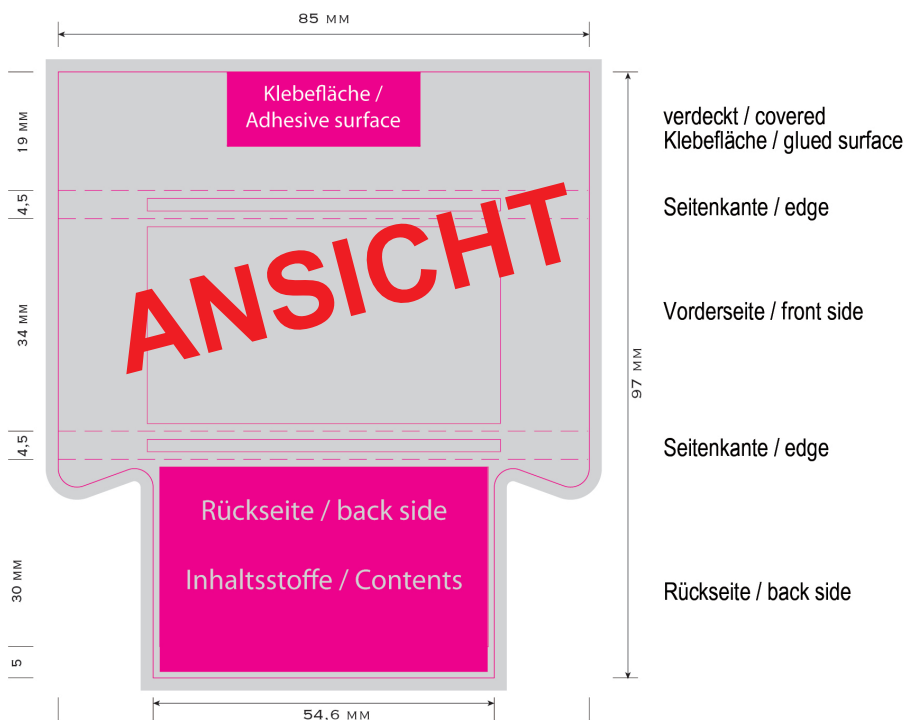 85 MM
Klebefläche /
Adhesive surface
19 MM
verdeckt / covered
Klebefläche / glued surface
4,5
Seitenkante / edge
ANSICHT
34 MM
Vorderseite / front side
97 MM
4,5
Seitenkante / edge
Rückseite / back side
Inhaltsstoffe / Contents
30 MM
Rückseite / back side
5
54,6 MM